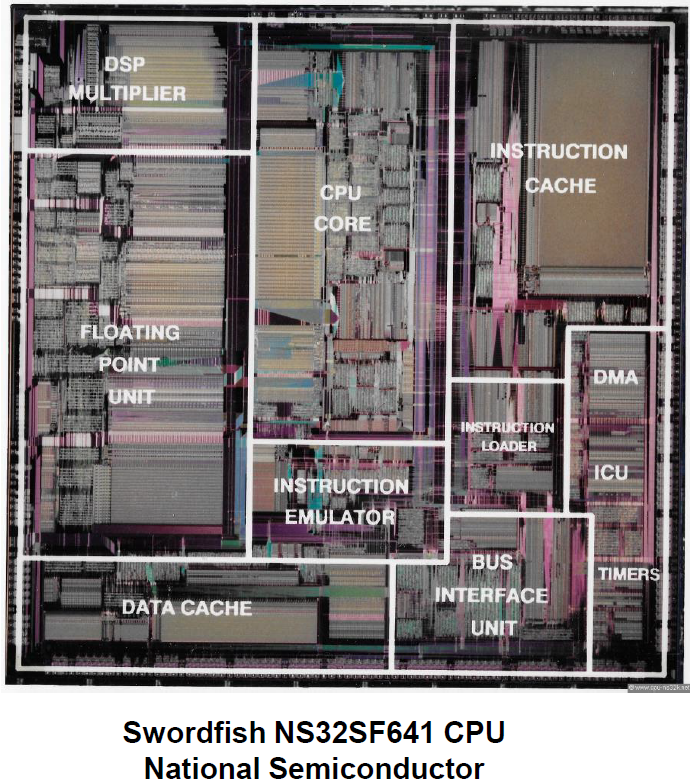 DSP
MULTIPLIER
CPU
CORE
INSTRUCTION
CACHE
FLOATING
POINT
UNIT
DMA
INSTRUCTION
LOADER
ICU
INSTRUCTION
EMULATOR
BUS
INTERFACE
UNIT
TIMERS
DATA CACHE
© www.cpu-ns32k.net
Swordfish NS32SF641 CPU
National Semiconductor